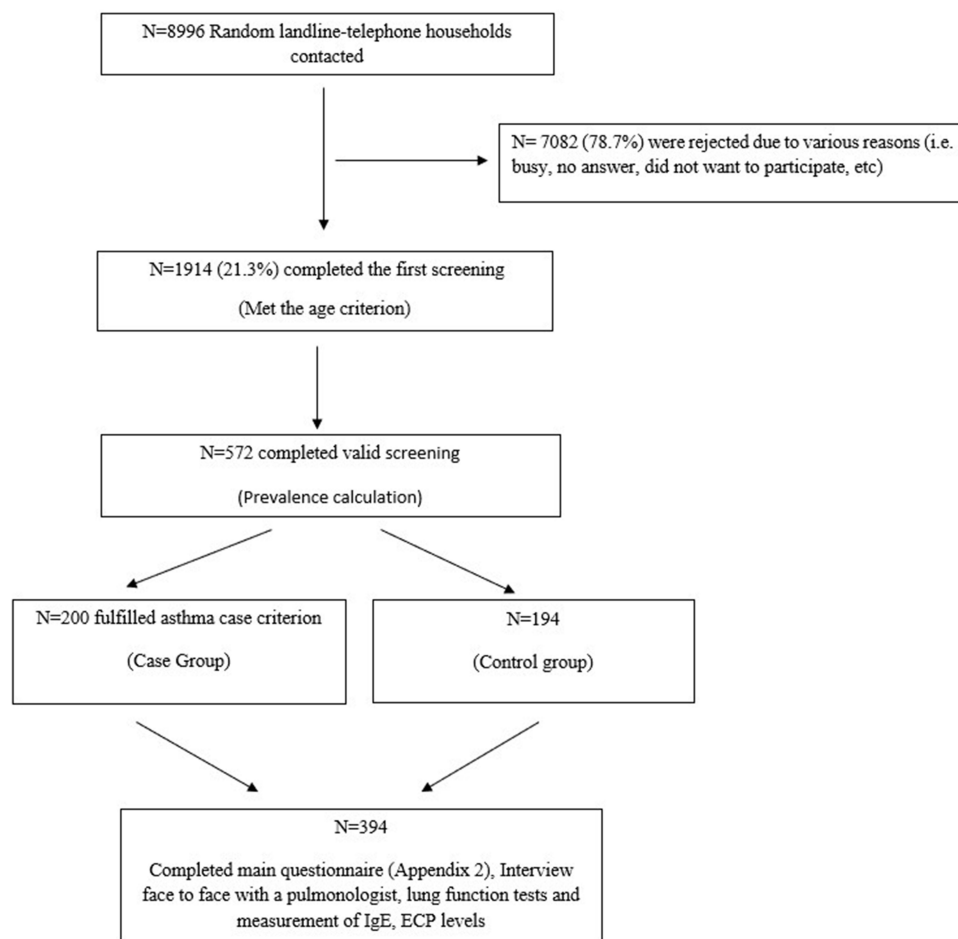 N=8996 Random landline-telephone households
contacted
N= 7082 (78.7%) were rejected due to various reasons (i.e.
busy, no answer, did not want to participate, etc)
N=1914 (21.3%) completed the first screening
(Met the age criterion)
N=572 completed valid screening
(Prevalence calculation)
N=200 fulfilled asthma case criterion
(Case Group)
N=194
(Control group)
N=394
Completed main questionnaire (Appendix 2), Interview
face to face with a pulmonologist, lung function tests and
measurement of IgE, ECP levels